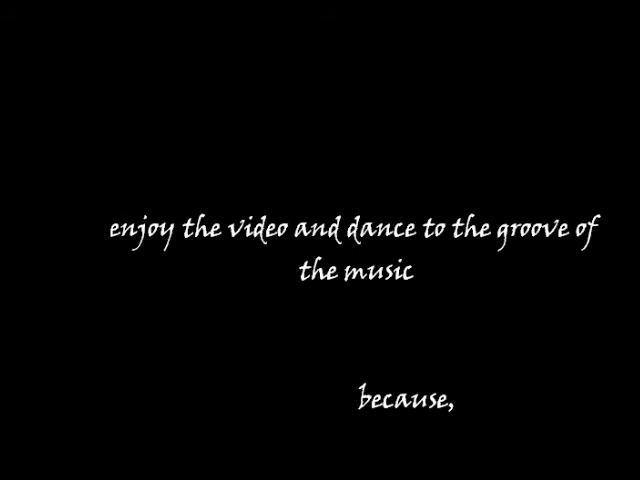 enjoy the video and dance to the groove of
the music
because,